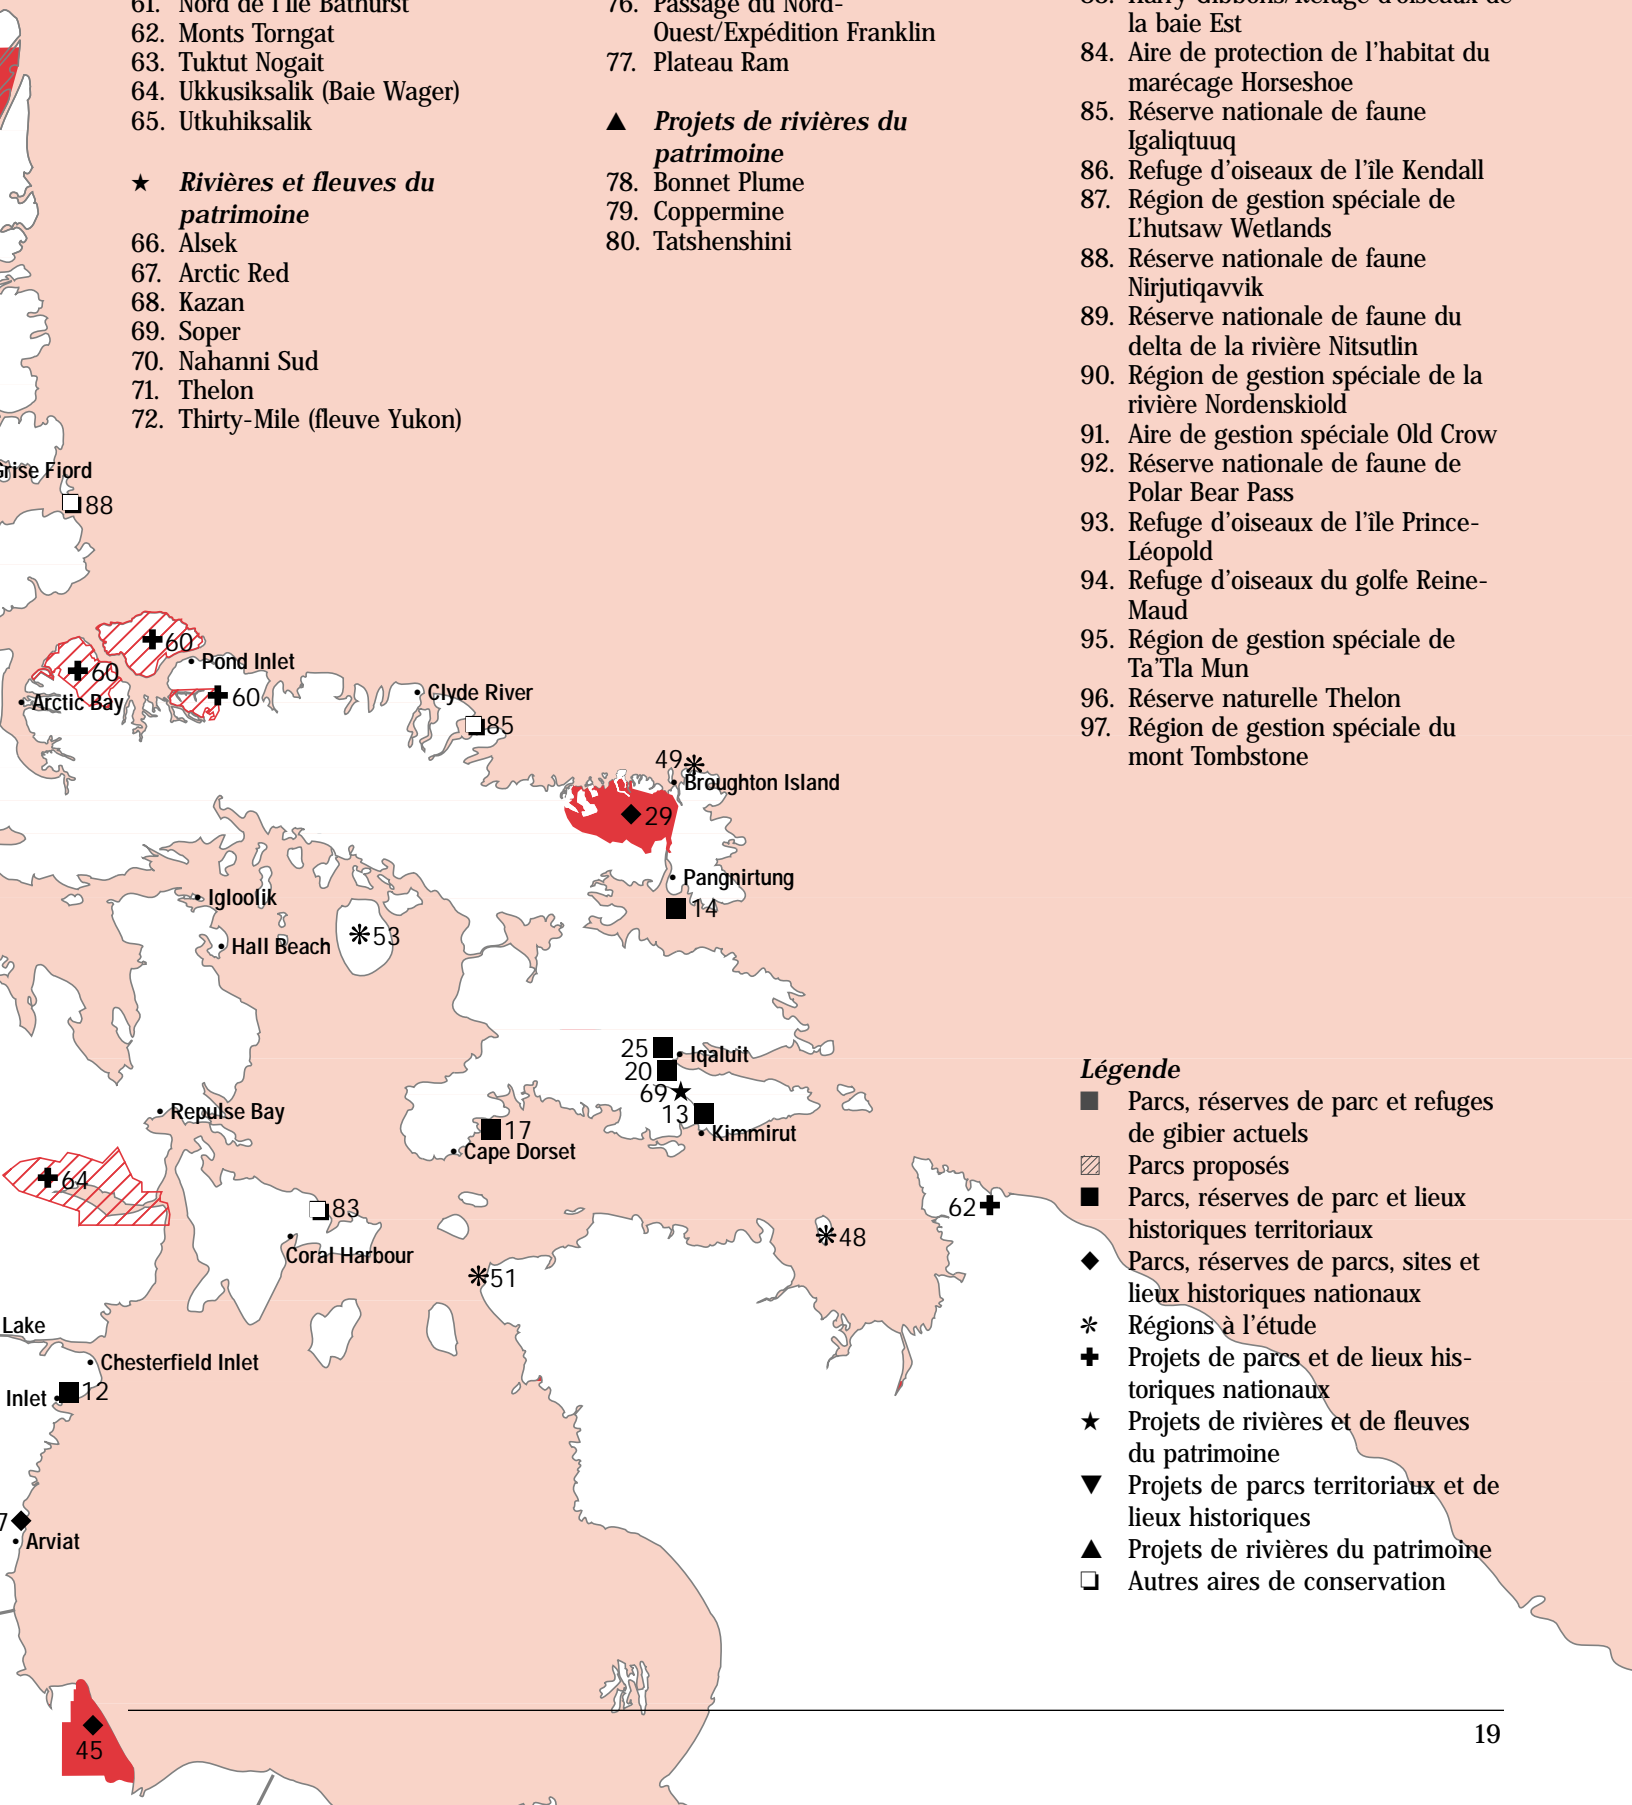 61. Nord de l'île Bathurst
62. Monts Torngat
63. Tuktut Nogait
64. Ukkusiksalik (Baie Wager)
65. Utkuhiksalik
★ Rivières et fleuves du
patrimoine
66. Alsek
67. Arctic Red
68. Kazan
69. Soper
70. Nahanni Sud
71. Thelon
72. Thirty-Mile (fleuve Yukon)
76. Passage du Nord-
Ouest/Expédition Franklin
77. Plateau Ram
▲ Projets de rivières du
patrimoine
78. Bonnet Plume
79. Coppermine
80. Tatshenshini
83. Harry Gibbons/Refuge d'oiseaux de
la baie Est
84. Aire de protection de l'habitat du
marécage Horseshoe
85. Réserve nationale de faune
Igaliqtuuq
86. Refuge d'oiseaux de l'île Kendall
87. Région de gestion spéciale de
L'hutsaw Wetlands
88. Réserve nationale de faune
Nirjutiqavvik
89. Réserve nationale de faune du
delta de la rivière Nitsutlin
90. Région de gestion spéciale de la
rivière Nordenskiold
91. Aire de gestion spéciale Old Crow
92. Réserve nationale de faune de
Polar Bear Pass
93. Refuge d'oiseaux de l'île Prince-
Léopold
94. Refuge d'oiseaux du golfe Reine-
Maud
95. Région de gestion spéciale de
Ta'Tla Mun
96. Réserve naturelle Thelon
97. Région de gestion spéciale du
mont Tombstone
Grise Fiord
88
60
Pond Inlet
60
60
Arctic Bay
Clyde River
85
49
Broughton Island
29
Pangnirtung
14
Igloolik
53
Hall Beach
25
Iqaluit
20
69
13
Kimmirut
Repulse Bay
17
Cape Dorset
64
83
62
48
Coral Harbour
51
Lake
Chesterfield Inlet
Inlet
12
7
Arviat
45
Légende
Parcs, réserves de parc et refuges
de gibier actuels
Parcs proposés
Parcs, réserves de parc et lieux
historiques territoriaux
Parcs, réserves de parcs, sites et
lieux historiques nationaux
Régions à l'étude
Projets de parcs et de lieux his-
toriques nationaux
Projets de rivières et de fleuves
du patrimoine
Projets de parcs territoriaux et de
lieux historiques
Projets de rivières du patrimoine
Autres aires de conservation
19